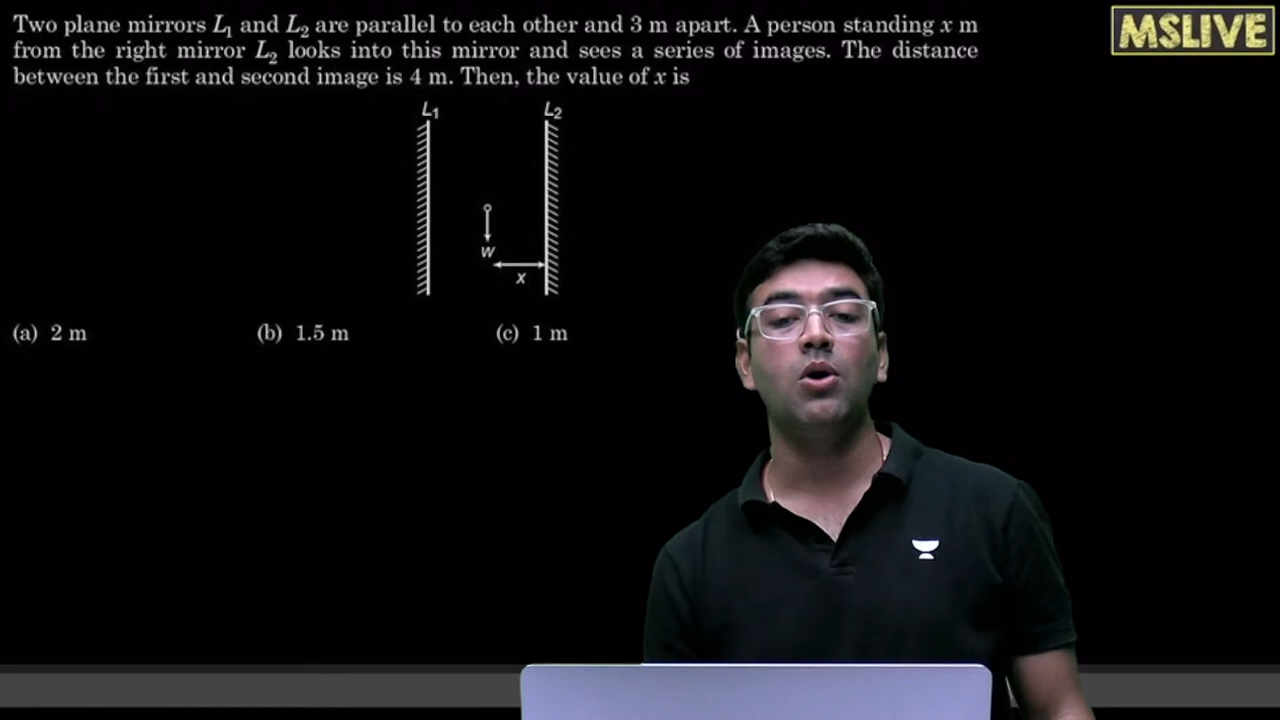 Two plane mirrors L1 and L2 are parallel to each other and 3 m apart. A person standing x m
from the right mirror L2 looks into this mirror and sees a series of images. The distance
between the first and second image is 4 m. Then, the value of x is
MSLIVE
L1
L2
w
x
(a) 2 m
(b) 1.5 m
(c) 1 m